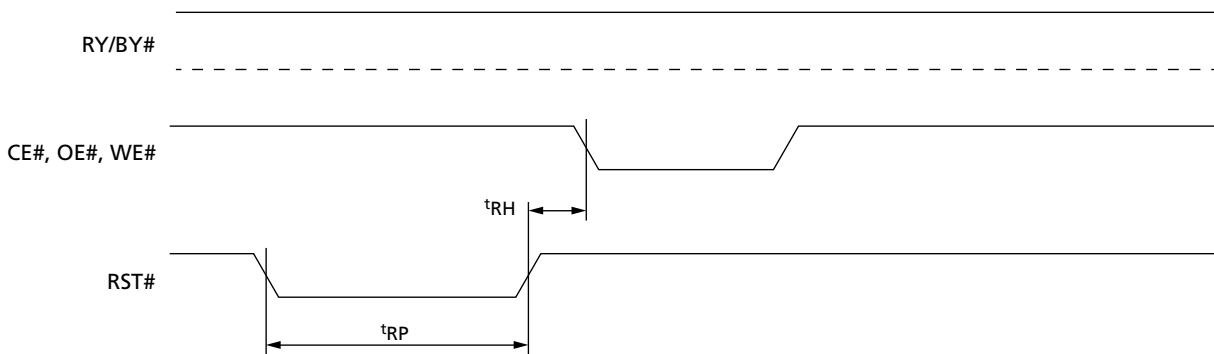 RY/BY#
CE#, OE#, WE#
tRH
RST#
tRP